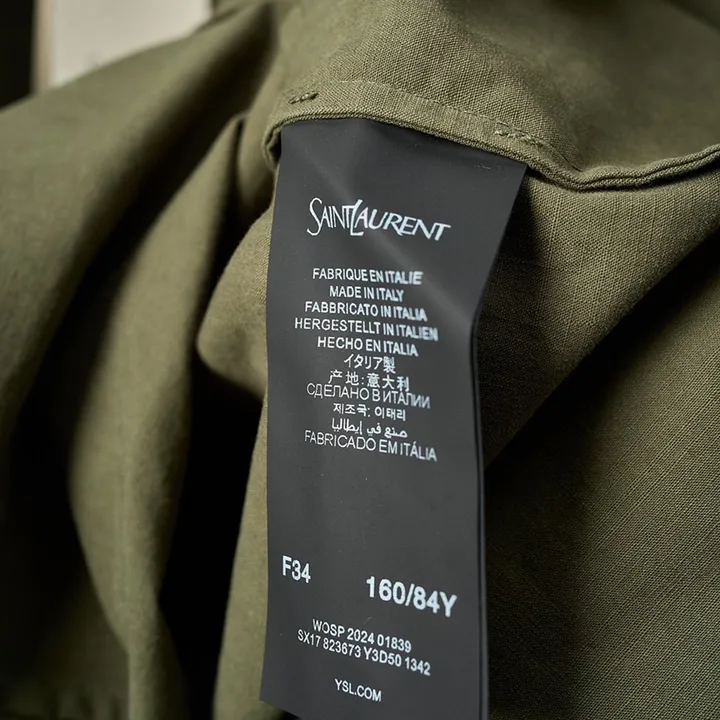 SAINT LAURENT
FABRIQUE EN ITALIE
MADE IN ITALY
FABBRICATO IN ITALIA
HERGESTELLT IN ITALIEN
HECHO EN ITALIA
イタリア製
产地:意大利
СДЕЛАНО В ИТАЛИИ
제조국: 이태리
صنع في إيطاليا
FABRICADO EM ITÁLIA
F34 160/84Y
WOSP 2024 01839
SX17 823673 Y3D50 1342
YSL.COM